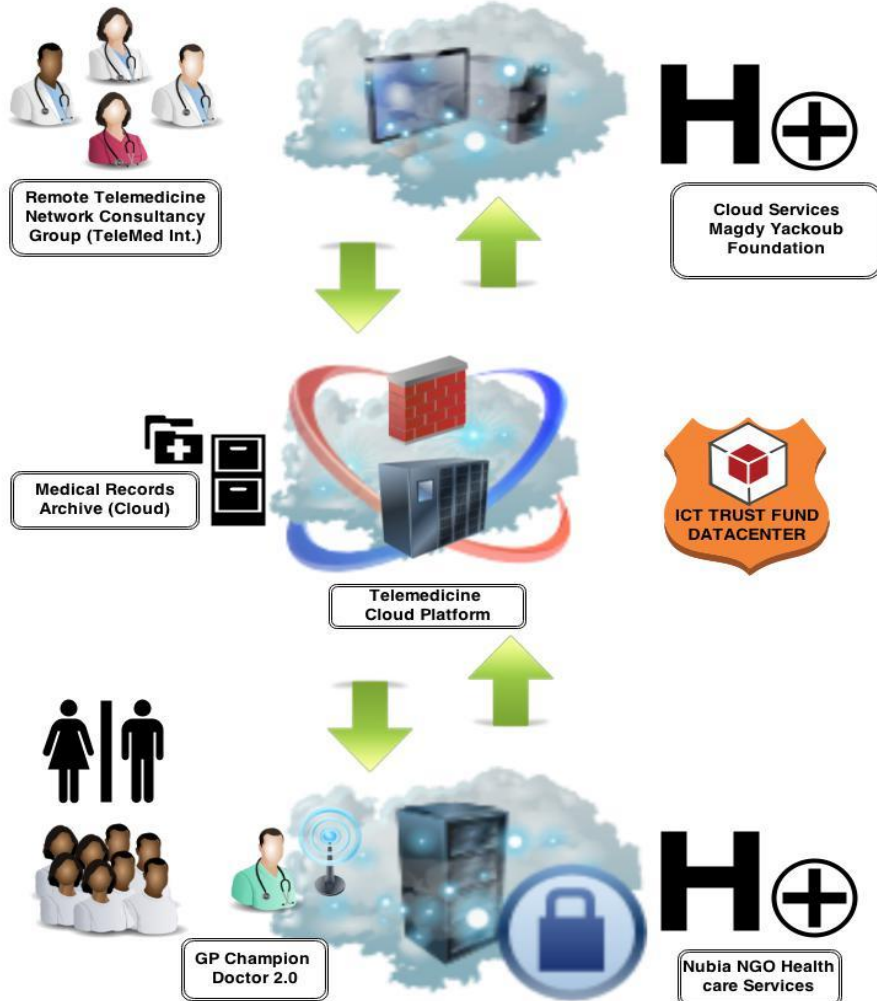 Remote Telemedicine
Network Consultancy
Group (TeleMed Int.)
H
Cloud Services
Magdy Yackoub
Foundation
Medical Records
Archive (Cloud)
ICT TRUST FUND
DATACENTER
Telemedicine
Cloud Platform
GP Champion
Doctor 2.0
H
Nubia NGO Health
care Services